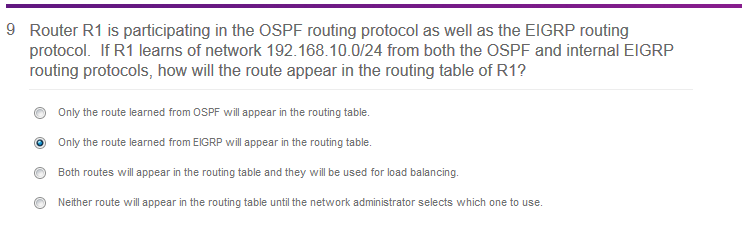 9 Router R1 is participating in the OSPF routing protocol as well as the EIGRP routing
protocol. If R1 learns of network 192.168.10.0/24 from both the OSPF and internal EIGRP
routing protocols, how will the route appear in the routing table of R1?
Only the route learned from OSPF will appear in the routing table.
Only the route learned from EIGRP will appear in the routing table.
Both routes will appear in the routing table and they will be used for load balancing.
Neither route will appear in the routing table until the network administrator selects which one to use.